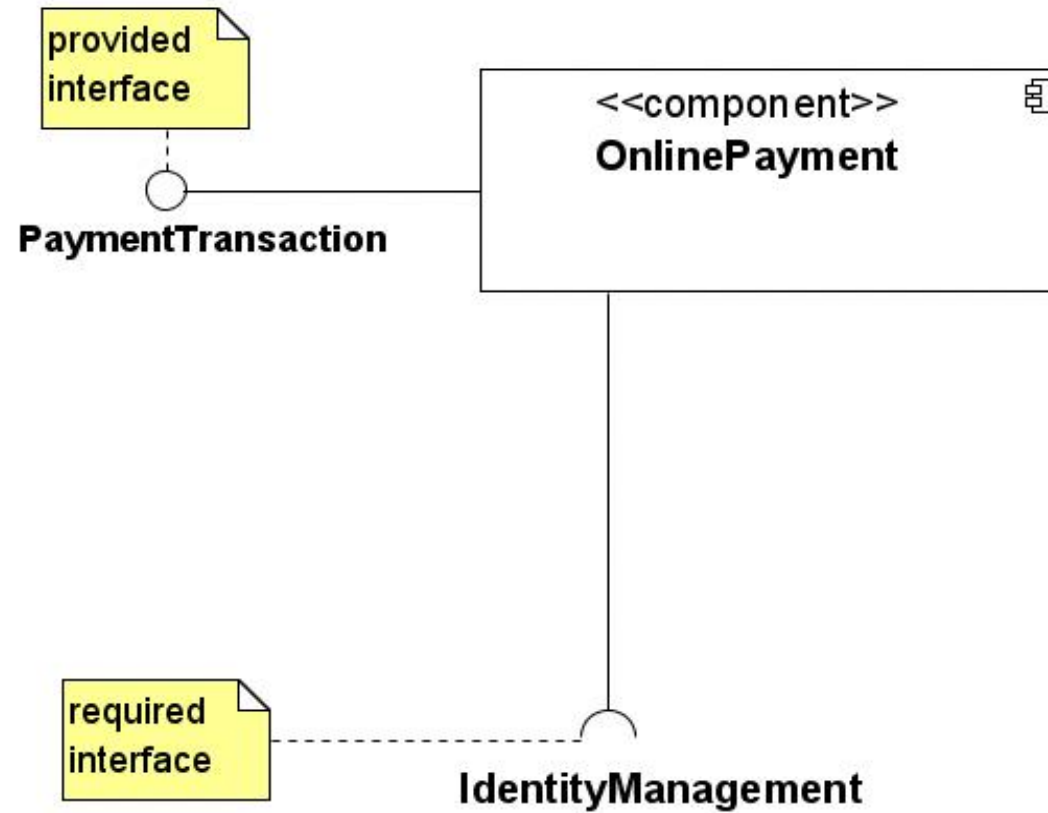 provided
interface
<<component>>
OnlinePayment
PaymentTransaction
required
interface
IdentityManagement